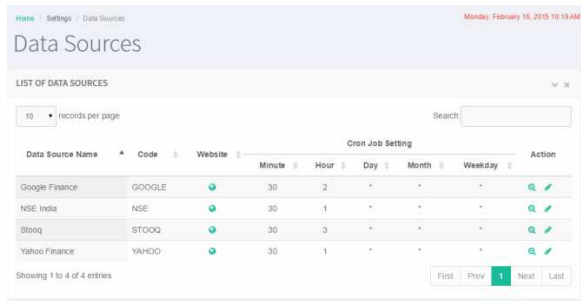 Home / Settings / Data Sources
Monday, February 16, 2015 10:19 AM
Data Sources
LIST OF DATA SOURCES
10 records per page
Search:
Cron Job Setting
Data Source Name Code Website Minute Hour Day Month Weekday Action
Google Finance GOOGLE 30 2 * * *
NSE India NSE 30 1 * * *
Stooq STOOQ 30 3 * * *
Yahoo Finance YAHOO 30 1 * * *
Showing 1 to 4 of 4 entries
First Prev 1 Next Last